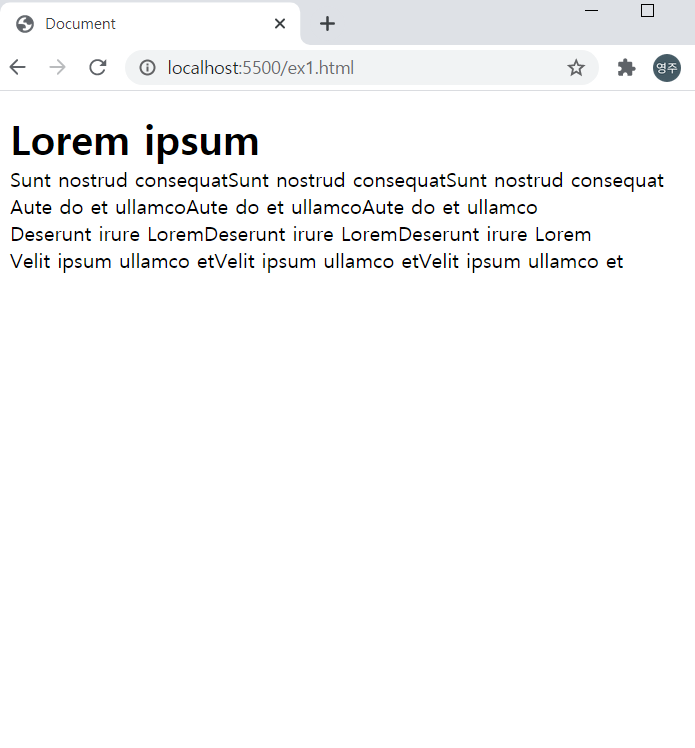 Document
localhost:5500/ex1.html
영주
Lorem ipsum
Sunt nostrud consequatSunt nostrud consequatSunt nostrud consequat
Aute do et ullamcoAute do et ullamcoAute do et ullamco
Deserunt irure LoremDeserunt irure LoremDeserunt irure Lorem
Velit ipsum ullamco etVelit ipsum ullamco etVelit ipsum ullamco et